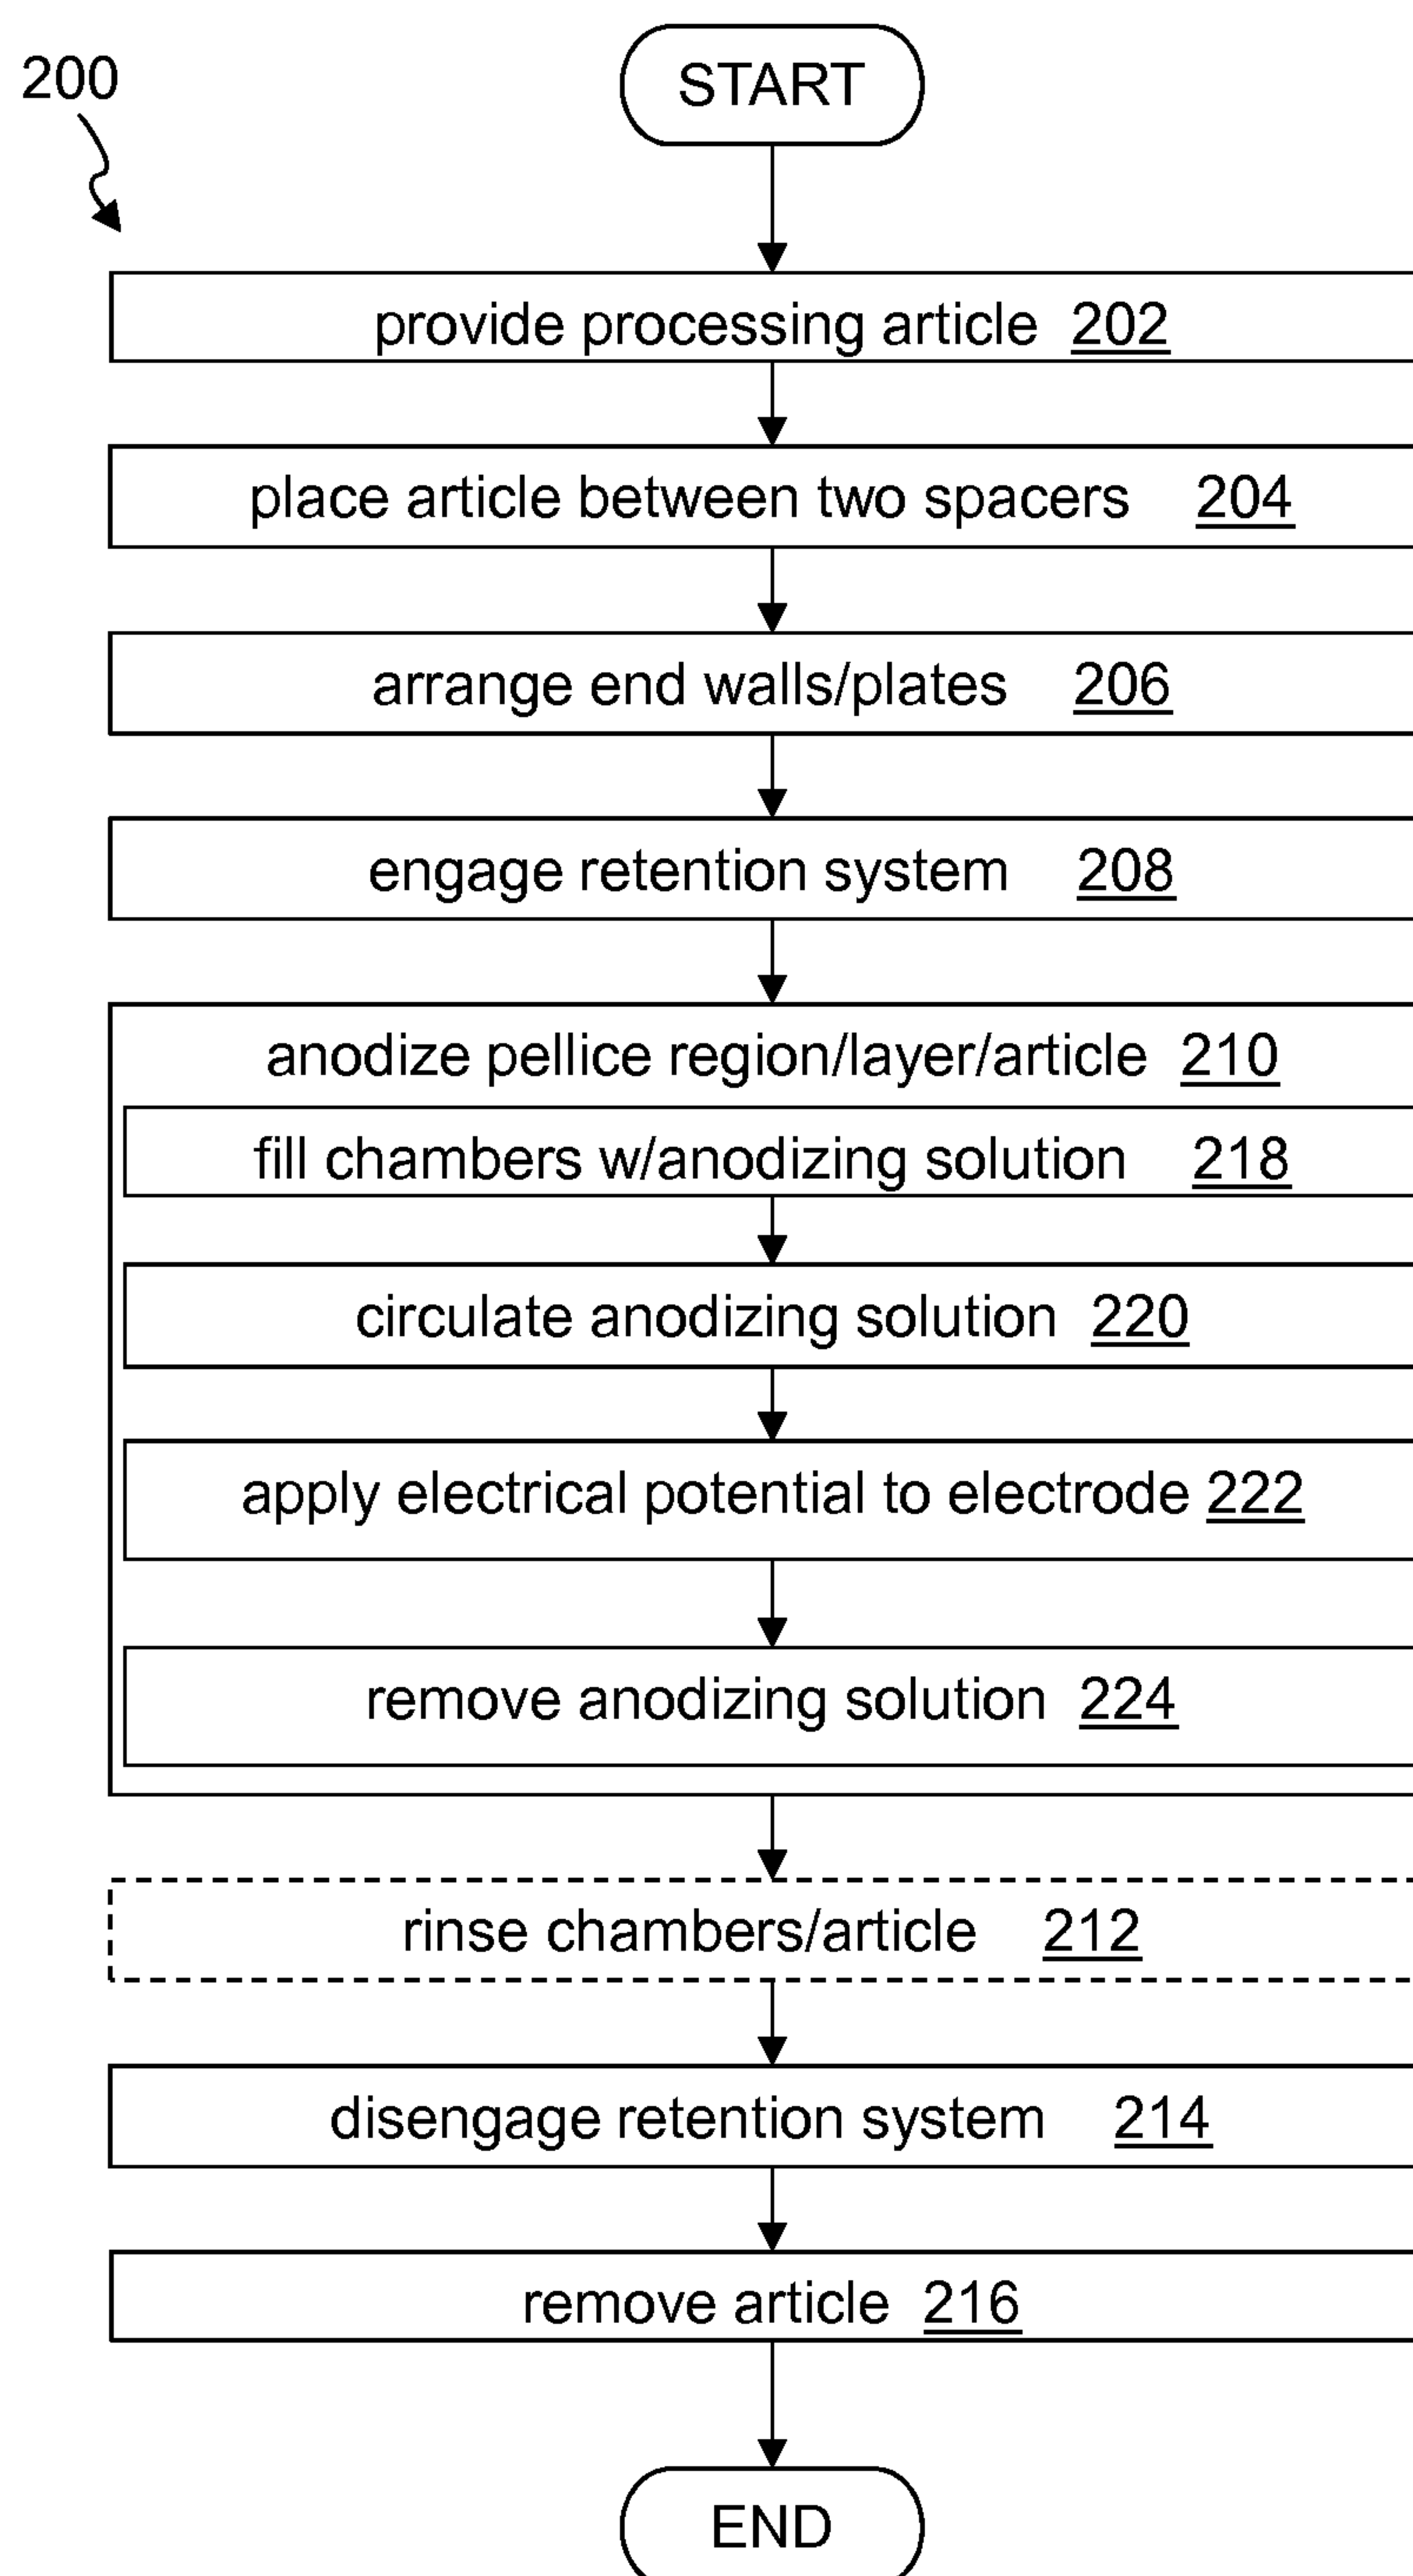 200
START
provide processing article 202
place article between two spacers 204
arrange end walls/plates 206
engage retention system 208
anodize pellice region/layer/article 210
fill chambers w/anodizing solution 218
circulate anodizing solution 220
apply electrical potential to electrode 222
remove anodizing solution 224
rinse chambers/article 212
disengage retention system 214
remove article 216
END